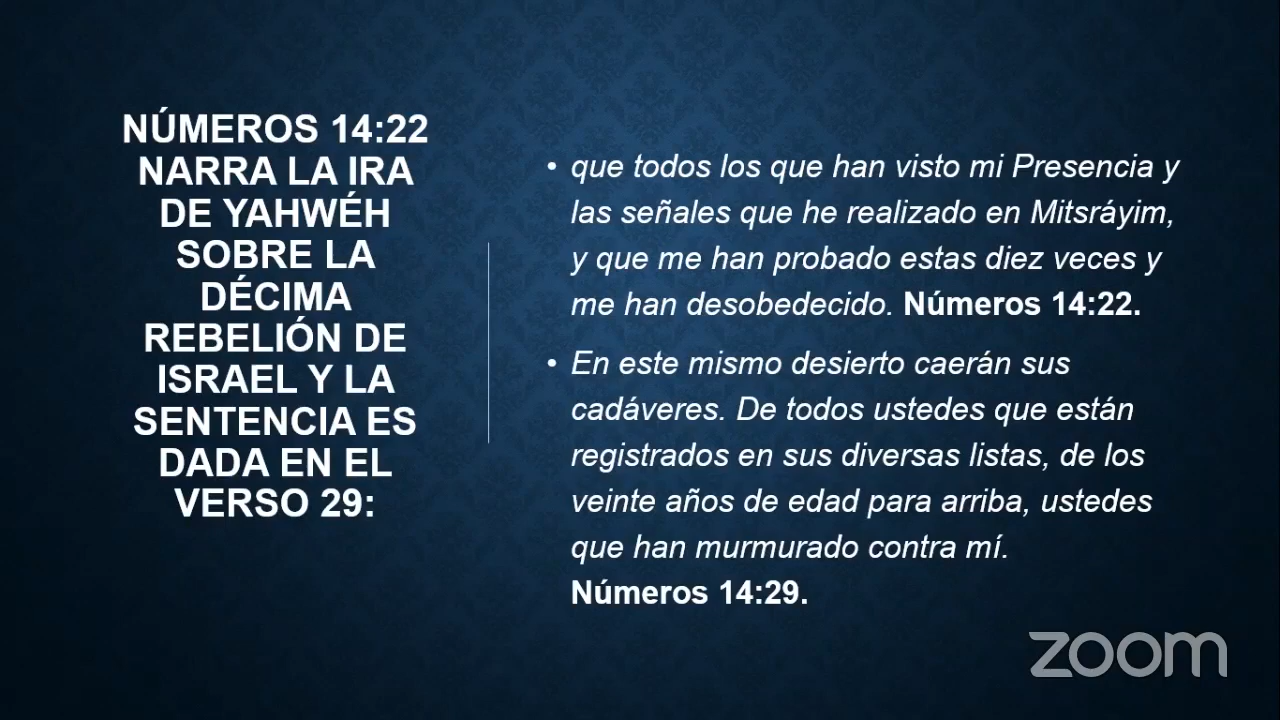 NÚMEROS 14:22
NARRA LA IRA
DE YAHWÉH
SOBRE LA
DÉCIMA
REBELIÓN DE
ISRAEL Y LA
SENTENCIA ES
DADA EN EL
VERSO 29:
• que todos los que han visto mi Presencia y
las señales que he realizado en Mitsráyim,
y que me han probado estas diez veces y
me han desobedecido. Números 14:22.
• En este mismo desierto caerán sus
cadáveres. De todos ustedes que están
registrados en sus diversas listas, de los
veinte años de edad para arriba, ustedes
que han murmurado contra mí.
Números 14:29.
zoom